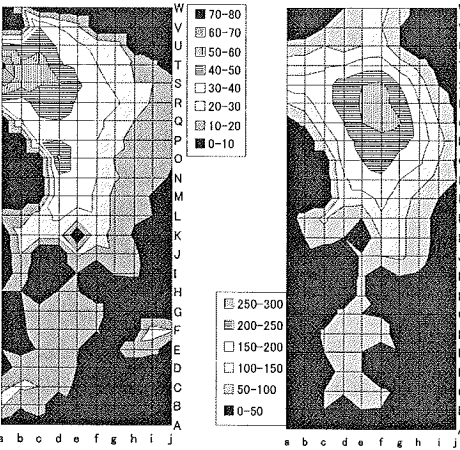 W
V
U
T
S
R
Q
P
O
N
M
L
K
J
I
H
G
F
E
D
C
B
A
a b c d e f g h i j
70-80
60-70
50-60
40-50
30-40
20-30
10-20
0-10
250-300
200-250
150-200
100-150
50-100
0-50
a b c d e f g h i j